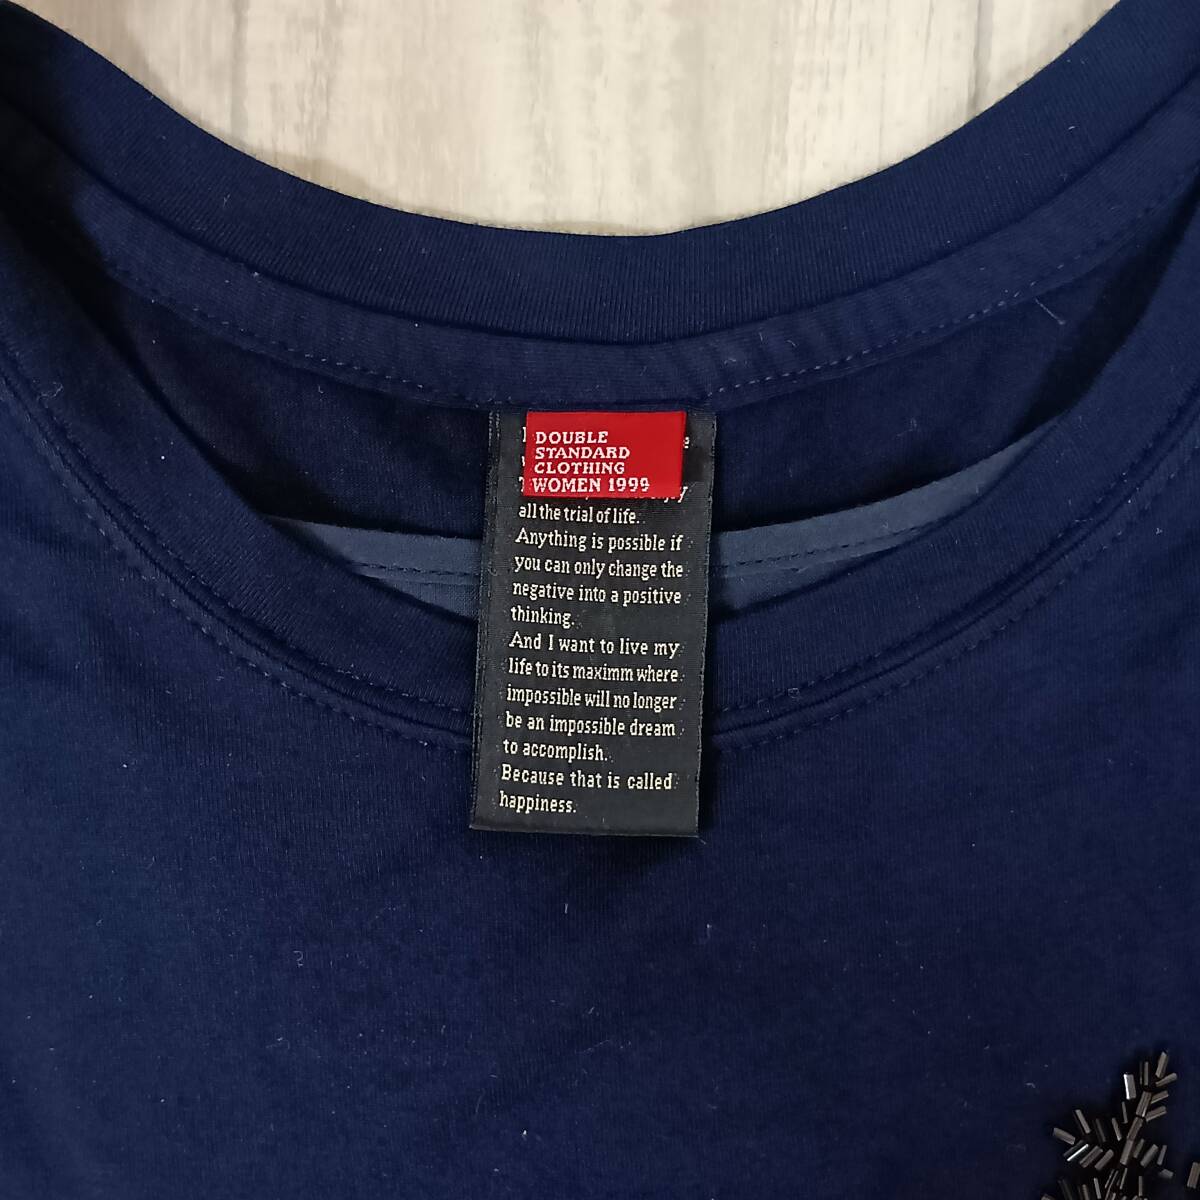 DOUBLE
STANDARD
CLOTHING
WOMEN 1999
all the trial of life.
Anything is possible if
you can only change the
negative into a positive
thinking.
And I want to live my
life to its maximm where
impossible will no longer
be an impossible dream
to accomplish.
Because that is called
happiness.